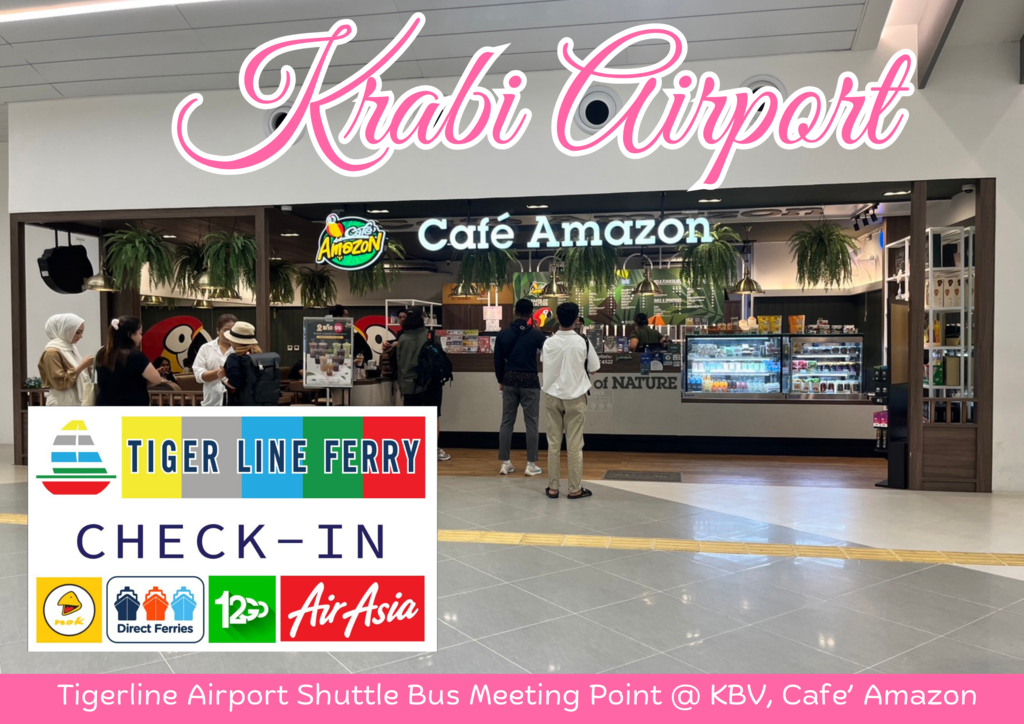 Krabi Airport
Café
AMAZON
Café Amazon
of NATURE
TIGER LINE FERRY
CHECK-IN
nok
Direct Ferries
12GO
AirAsia
Tigerline Airport Shuttle Bus Meeting Point @ KBV, Cafe' Amazon